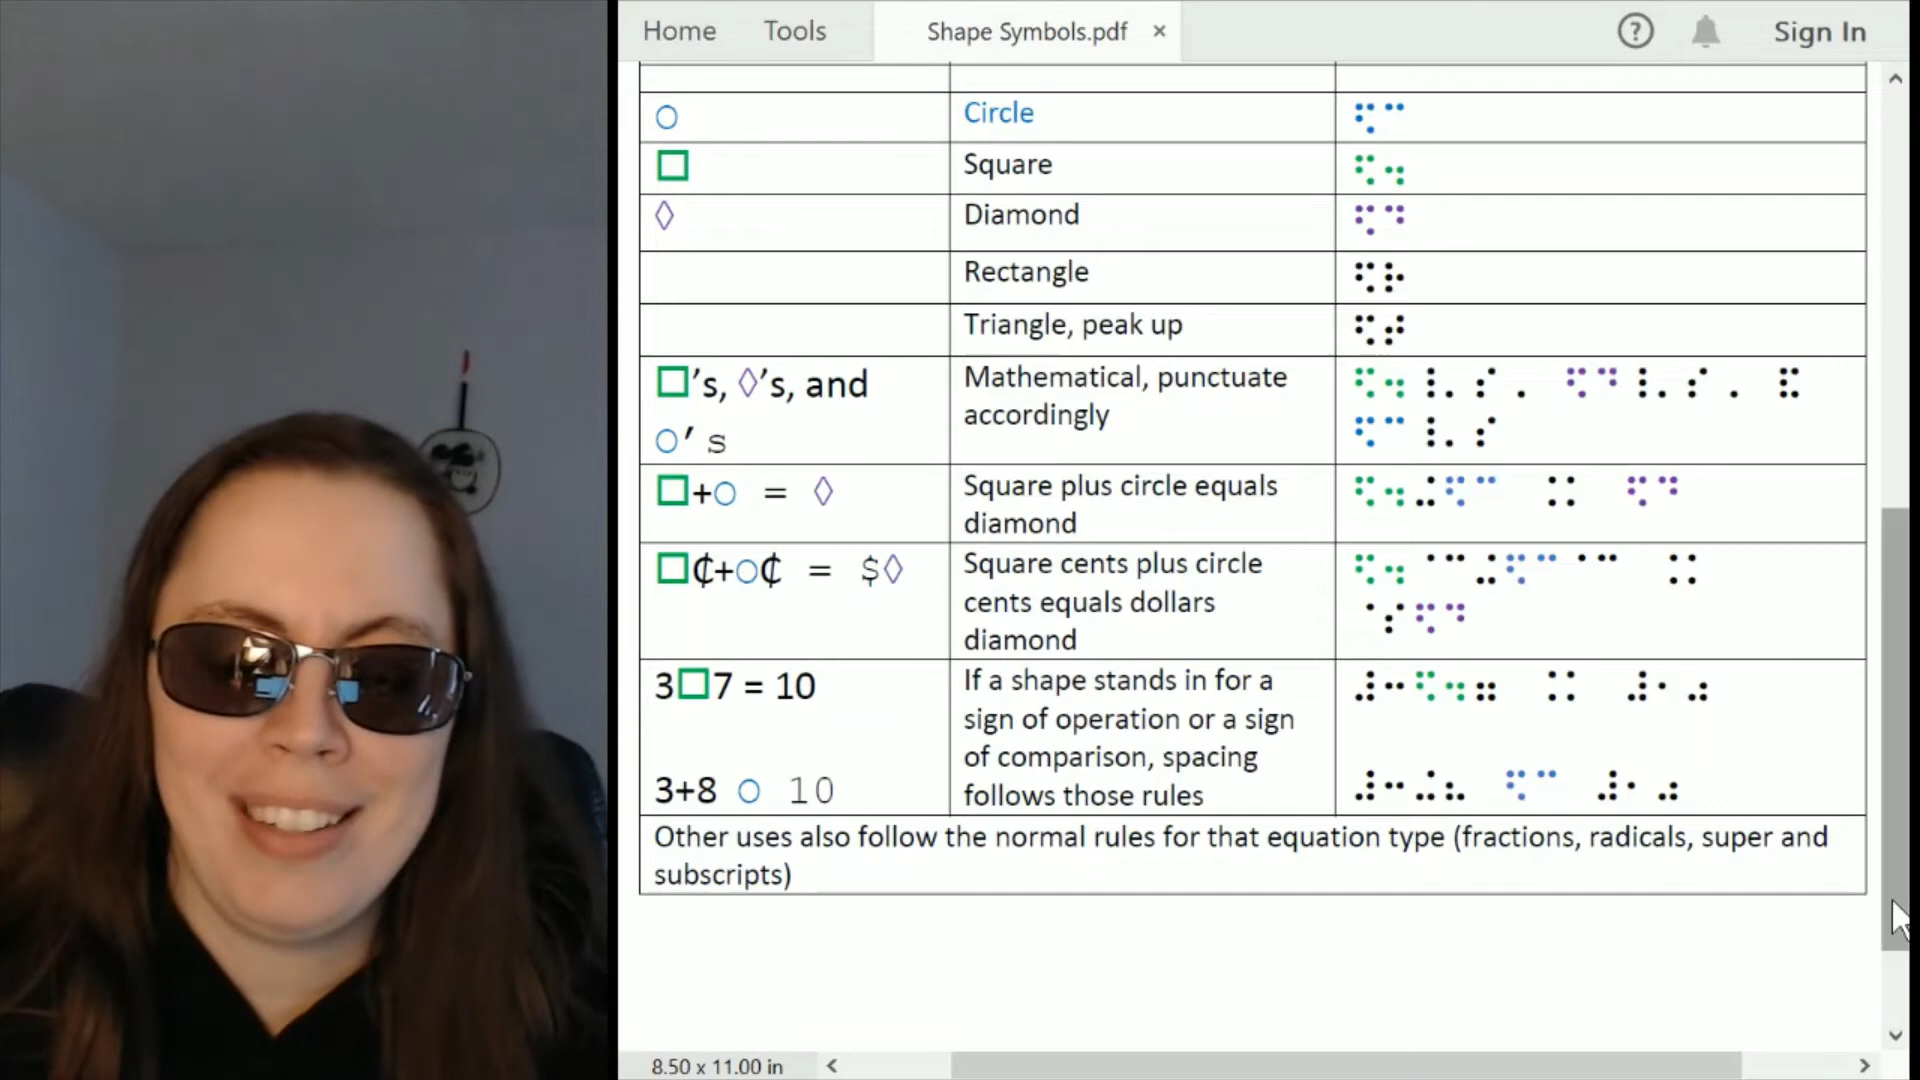 Home Tools Shape Symbols.pdf × ? Sign In
○ Circle ⠫⠉
□ Square ⠫⠲
◊ Diamond ⠫⠙
Rectangle ⠫⠗
Triangle, peak up ⠫⠞
□’s, ◊’s, and
○’s
Mathematical, punctuate
accordingly
⠫⠲⠸⠄⠎⠠ ⠫⠙⠸⠄⠎⠠ ⠯
⠫⠉⠸⠄⠎
□+○ = ◊
Square plus circle equals
diamond
⠫⠲⠬⠫⠉ ⠨⠅ ⠫⠙
□¢+○¢ = $◊
Square cents plus circle
cents equals dollars
diamond
⠫⠲⠈⠉⠬⠫⠉⠈⠉ ⠨⠅
⠈⠎⠫⠙
3□7 = 10
3+8 ○ 10
If a shape stands in for a
sign of operation or a sign
of comparison, spacing
follows those rules
⠼⠒⠫⠲⠶ ⠨⠅ ⠼⠂⠴
⠼⠒⠬⠦ ⠫⠉ ⠼⠂⠴
Other uses also follow the normal rules for that equation type (fractions, radicals, super and
subscripts)
8.50 x 11.00 in